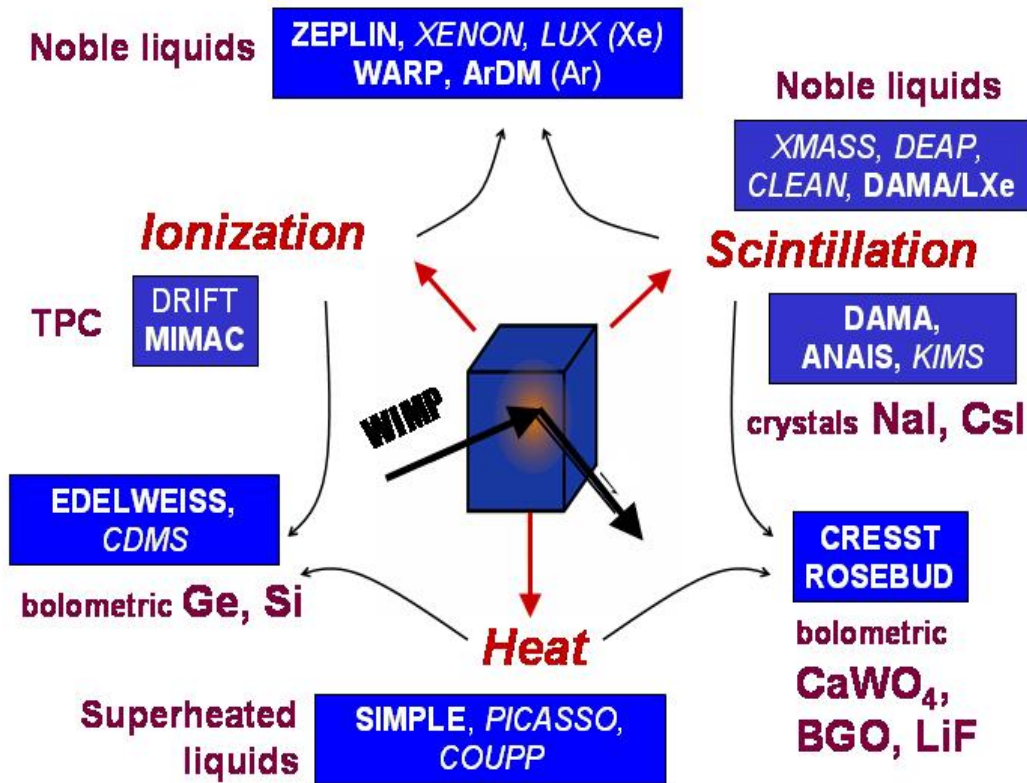 Noble liquids
ZEPLIN, XENON, LUX (Xe)
WARP, ArDM (Ar)
Noble liquids
XMASS, DEAP,
CLEAN, DAMA/LXe
Ionization
Scintillation
TPC
DRIFT
MIMAC
DAMA,
ANAIS, KIMS
crystals NaI, CsI
WIMP
EDELWEISS,
CDMS
bolometric Ge, Si
CRESST
ROSEBUD
bolometric
CaWO₄,
BGO, LiF
Heat
Superheated
liquids
SIMPLE, PICASSO,
COUPP